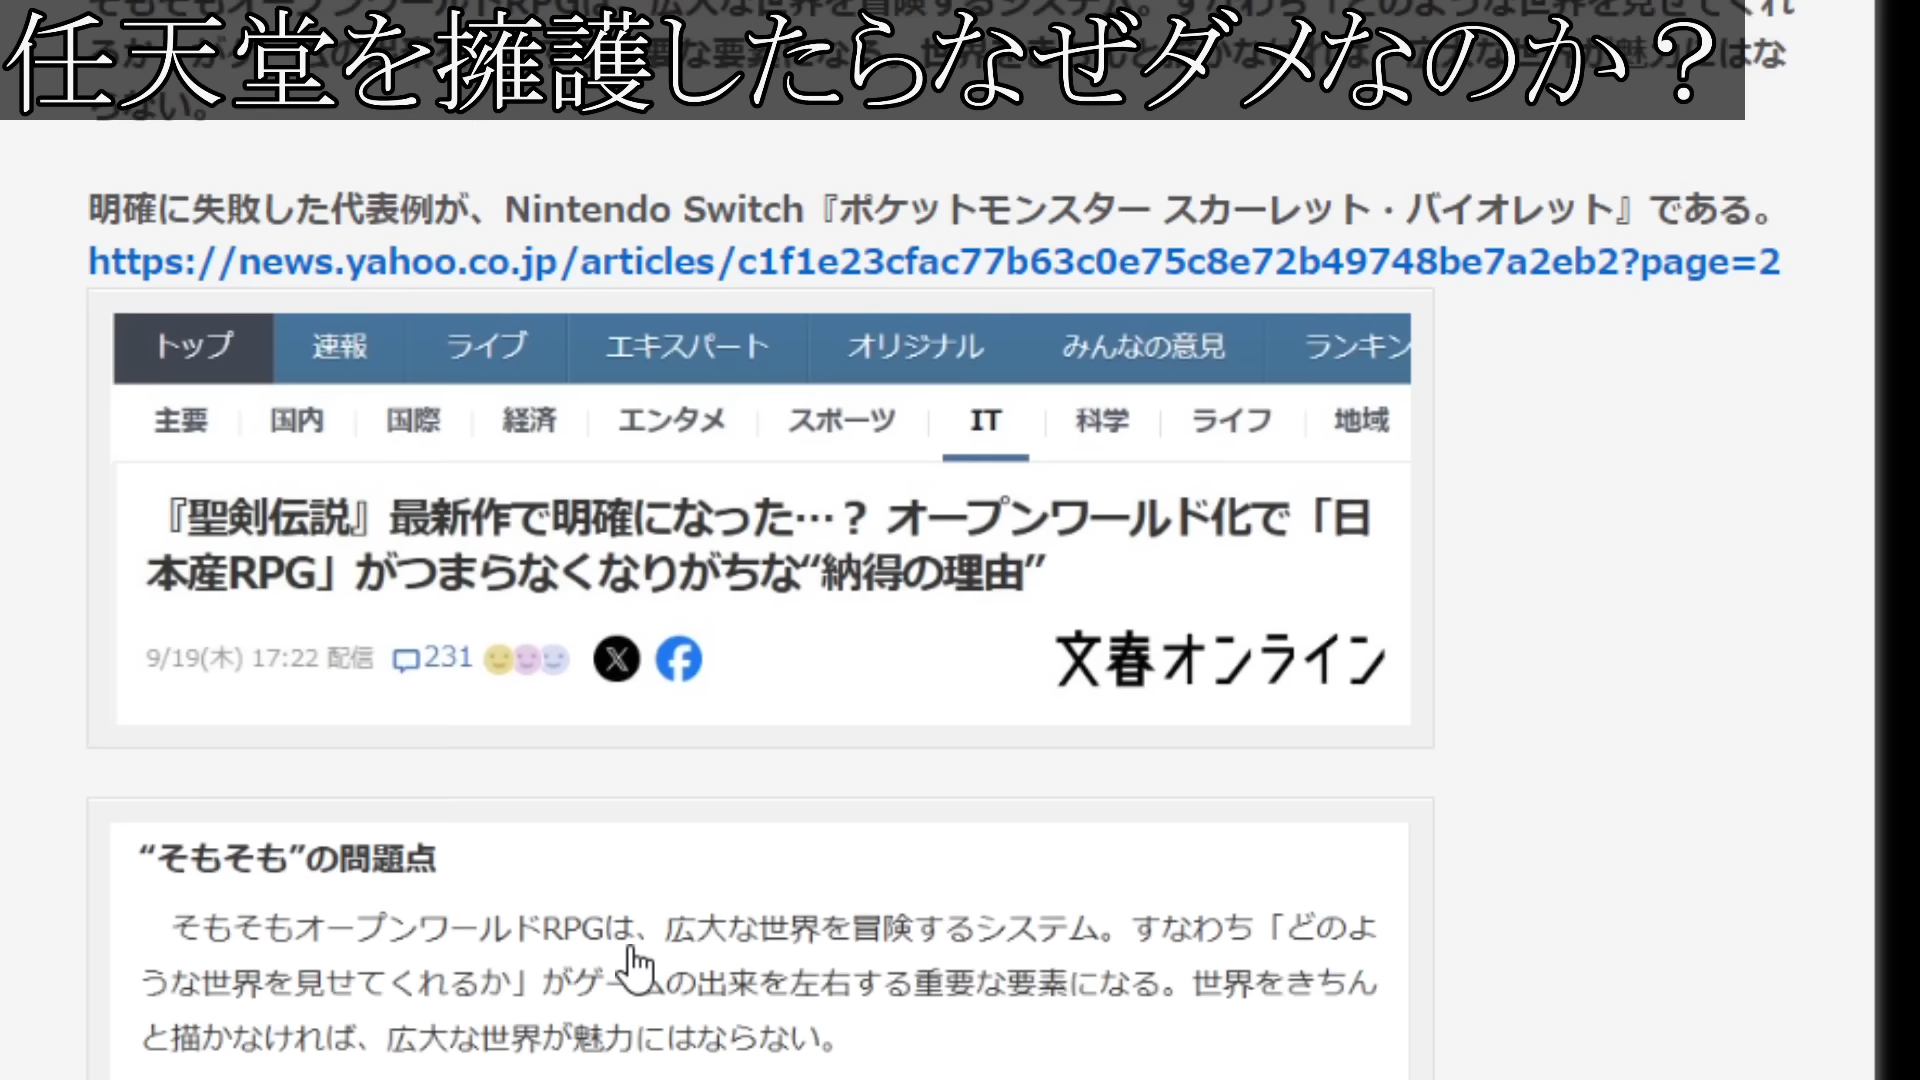 任天堂を擁護したらなぜダメなのか？
らない。
明確に失敗した代表例が、Nintendo Switch『ポケットモンスター スカーレット・バイオレット』である。
https://news.yahoo.co.jp/articles/c1f1e23cfac77b63c0e75c8e72b49748be7a2eb2?page=2
トップ 速報 ライブ エキスパート オリジナル みんなの意見 ランキン
主要 国内 国際 経済 エンタメ スポーツ IT 科学 ライフ 地域
『聖剣伝説』最新作で明確になった…？ オープンワールド化で「日
本産RPG」がつまらなくなりがちな“納得の理由”
9/19(木) 17:22 配信 231
文春オンライン
“そもそも”の問題点
そもそもオープンワールドRPGは、広大な世界を冒険するシステム。すなわち「どのよ
うな世界を見せてくれるか」がゲームの出来を左右する重要な要素になる。世界をきちん
と描かなければ、広大な世界が魅力にはならない。